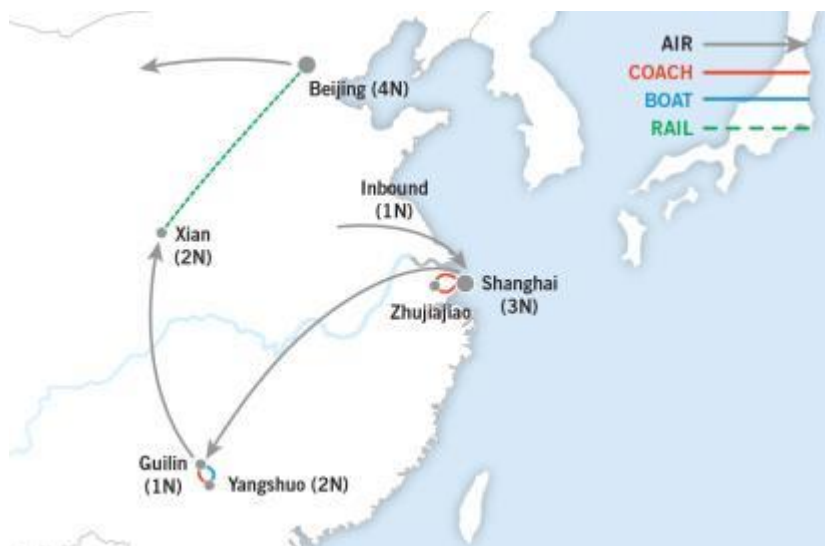 AIR
COACH
BOAT
RAIL
Beijing (4N)
Inbound
(1N)
Xian
(2N)
Shanghai
(3N)
Zhujiajiao
Guilin
(1N)
Yangshuo (2N)